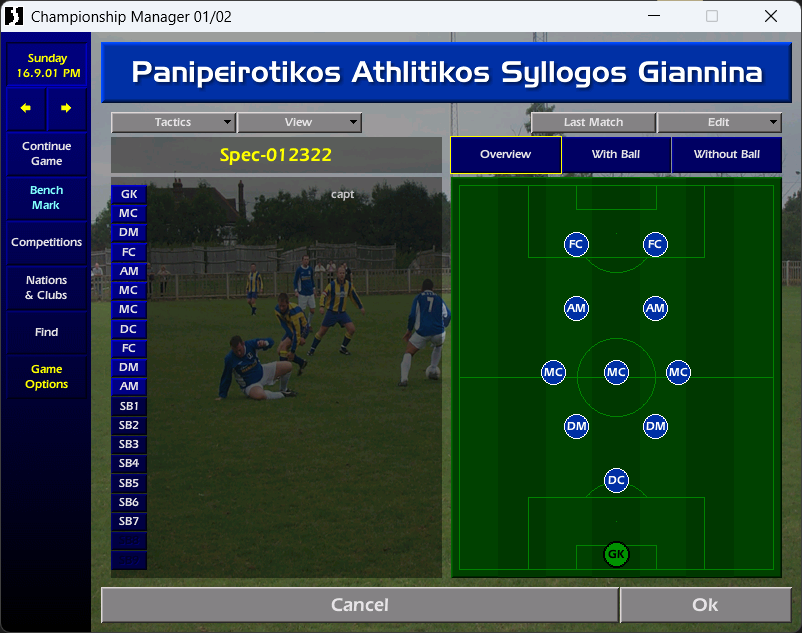 Championship Manager 01/02
Sunday
16.9.01 PM
Continue
Game
Bench
Mark
Competitions
Nations
& Clubs
Find
Game
Options
Panipeirotikos Athlitikos Syllogos Giannina
Tactics
View
Last Match
Edit
Spec-012322
Overview
With Ball
Without Ball
GK
capt
MC
DM
FC
AM
MC
MC
DC
FC
DM
AM
SB1
SB2
SB3
SB4
SB5
SB6
SB7
FC
FC
AM
AM
MC
MC
MC
DM
DM
DC
GK
7
Cancel
Ok